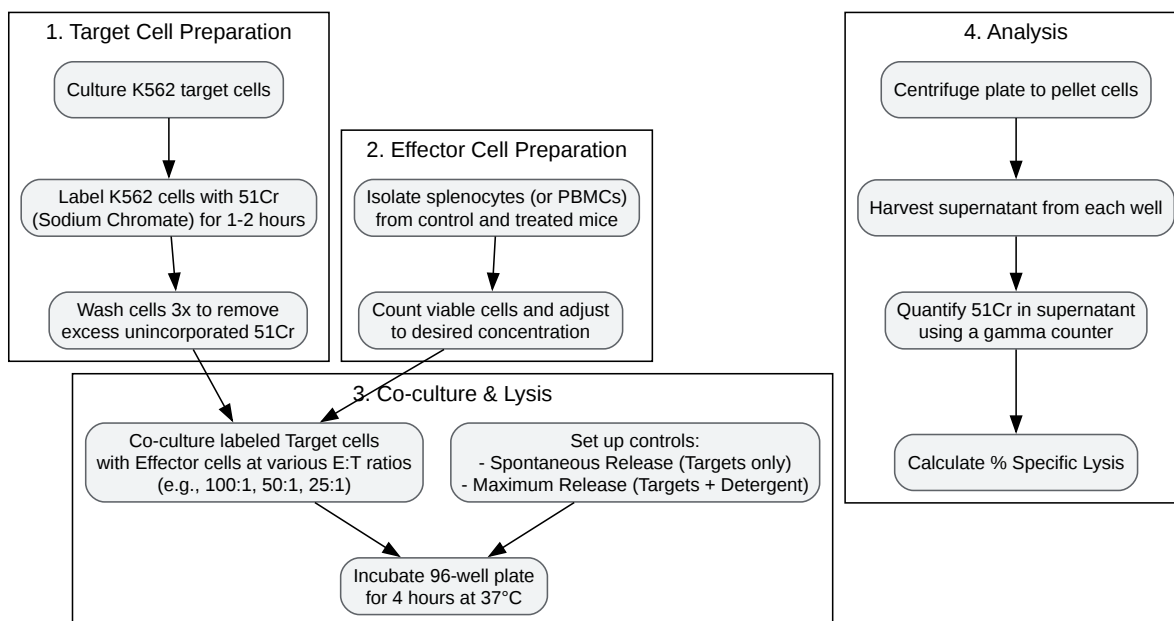 1. Target Cell Preparation
Culture K562 target cells
Label K562 cells with 51Cr
(Sodium Chromate) for 1-2 hours
Wash cells 3x to remove
excess unincorporated 51Cr
2. Effector Cell Preparation
Isolate splenocytes (or PBMCs)
from control and treated mice
Count viable cells and adjust
to desired concentration
3. Co-culture & Lysis
Co-culture labeled Target cells
with Effector cells at various E:T ratios
(e.g., 100:1, 50:1, 25:1)
Set up controls:
- Spontaneous Release (Targets only)
- Maximum Release (Targets + Detergent)
Incubate 96-well plate
for 4 hours at 37°C
4. Analysis
Centrifuge plate to pellet cells
Harvest supernatant from each well
Quantify 51Cr in supernatant
using a gamma counter
Calculate % Specific Lysis